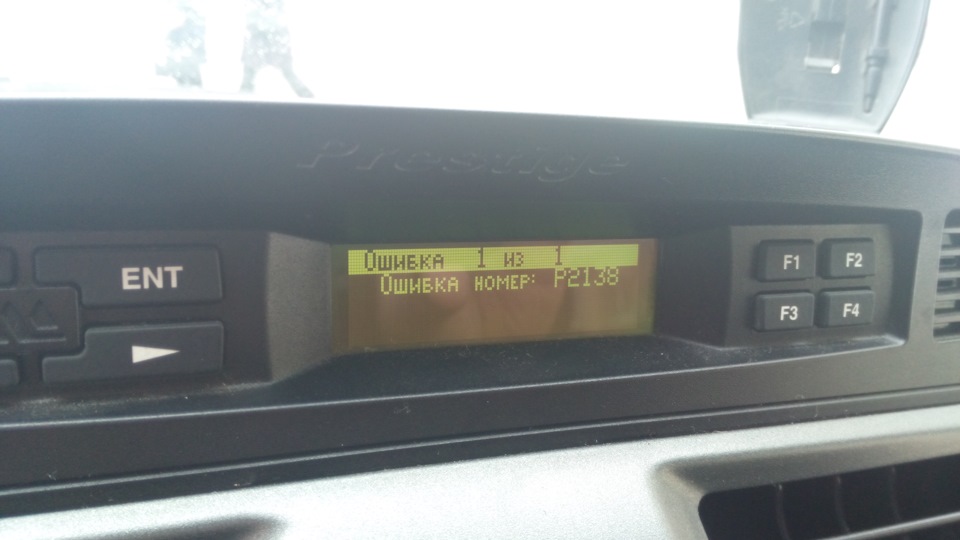 Prestige
ENT
Ошибка 1 из 1
Ошибка номер: P2138
F1 F2
F3 F4